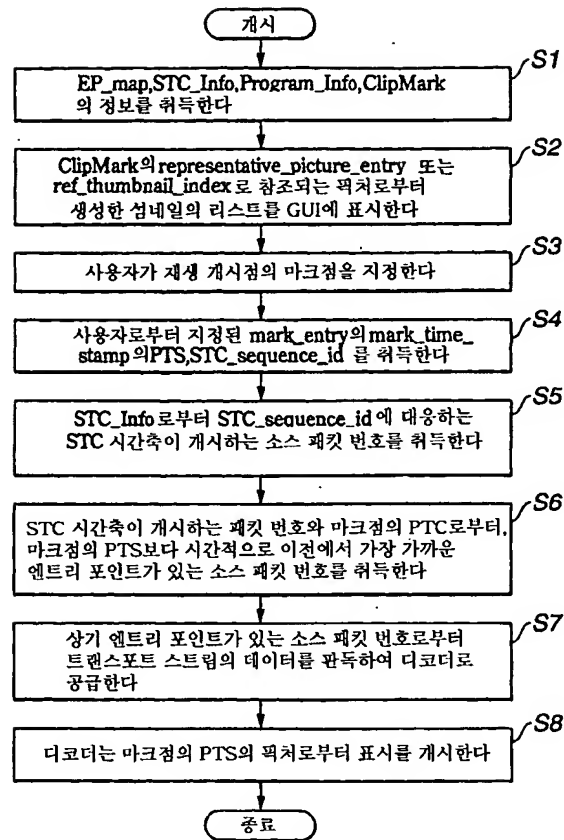 개시
S1
EP_map,STC_Info,Program_Info,ClipMark
의 정보를 취득한다
S2
ClipMark의 representative_picture_entry 또는
ref_thumbnail_index로 참조되는 픽처로부터
생성한 섬네일의 리스트를 GUI에 표시한다
S3
사용자가 재생 개시점의 마크점을 지정한다
S4
사용자로부터 지정된 mark_entry의 mark_time_
stamp의 PTS,STC_sequence_id 를 취득한다
S5
STC_Info로부터 STC_sequence_id에 대응하는
STC 시간축이 개시하는 소스 패킷 번호를 취득한다
S6
STC 시간축이 개시하는 패킷 번호와 마크점의 PTC로부터,
마크점의 PTS보다 시간적으로 이전에서 가장 가까운
엔트리 포인트가 있는 소스 패킷 번호를 취득한다
S7
상기 엔트리 포인트가 있는 소스 패킷 번호로부터
트랜스포트 스트림의 데이터를 판독하여 디코더로
공급한다
S8
디코더는 마크점의 PTS의 픽처로부터 표시를 개시한다
종료